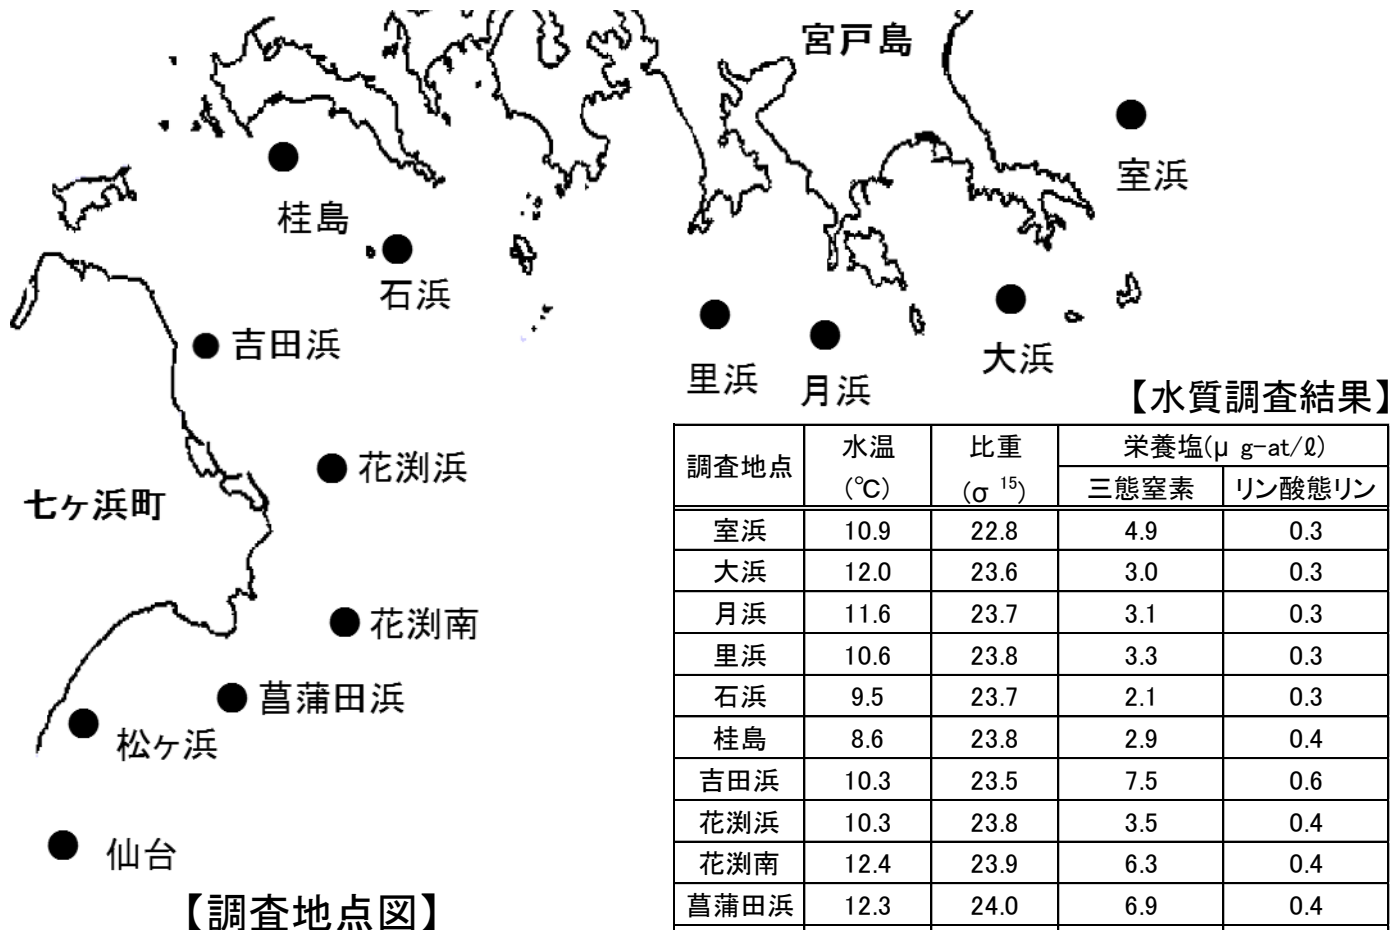 宮戸島
室浜
桂島
石浜
吉田浜
大浜
里浜
月浜
花渕浜
七ヶ浜町
花渕南
菖蒲田浜
松ヶ浜
仙台
【調査地点図】
【水質調査結果】
調査地点 水温 (℃) 比重 (σ 15) 栄養塩(μ g-at/ℓ)
三態窒素 リン酸態リン
室浜 10.9 22.8 4.9 0.3
大浜 12.0 23.6 3.0 0.3
月浜 11.6 23.7 3.1 0.3
里浜 10.6 23.8 3.3 0.3
石浜 9.5 23.7 2.1 0.3
桂島 8.6 23.8 2.9 0.4
吉田浜 10.3 23.5 7.5 0.6
花渕浜 10.3 23.8 3.5 0.4
花渕南 12.4 23.9 6.3 0.4
菖蒲田浜 12.3 24.0 6.9 0.4